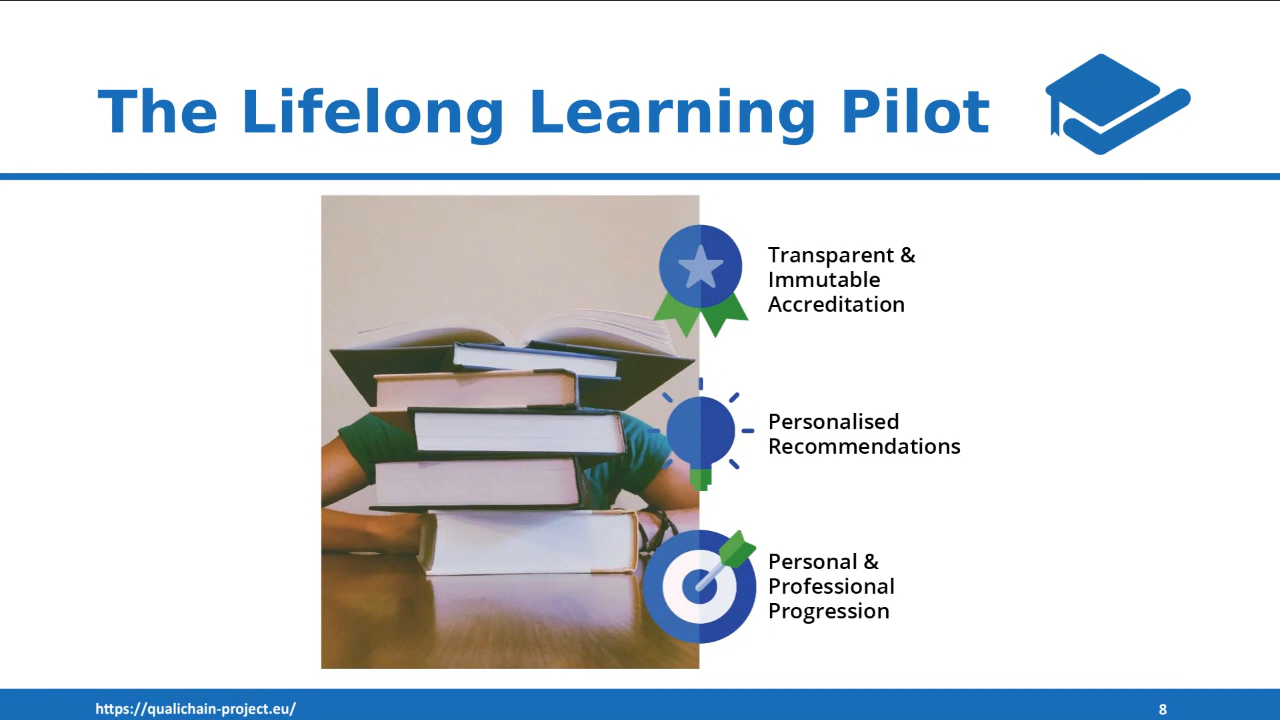 The Lifelong Learning Pilot
Transparent &
Immutable
Accreditation
Personalised
Recommendations
Personal &
Professional
Progression
https://qualichain-project.eu/
8